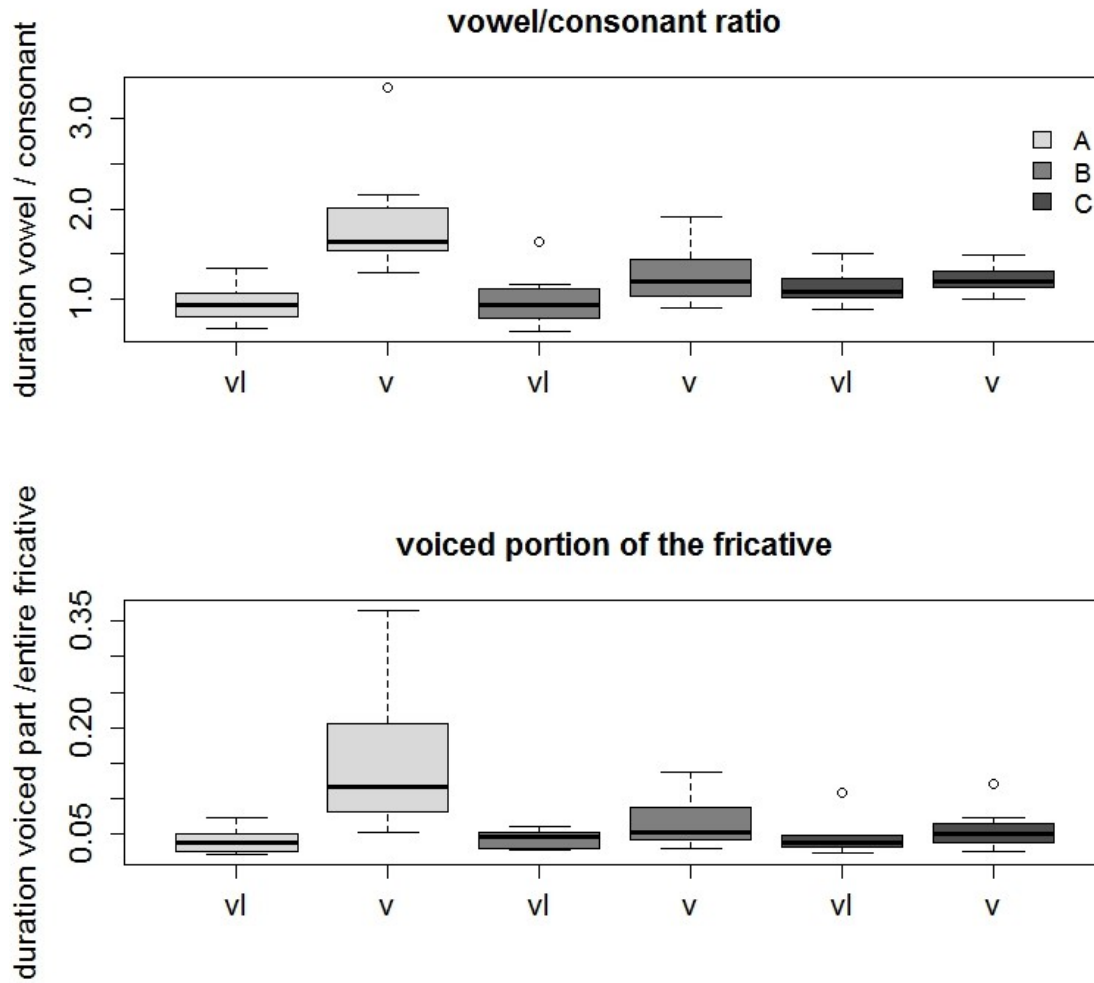 vowel/consonant ratio
duration vowel / consonant
3.0
2.0
1.0
A
B
C
vl v vl v vl v
voiced portion of the fricative
duration voiced part /entire fricative
0.35
0.20
0.05
vl v vl v vl v